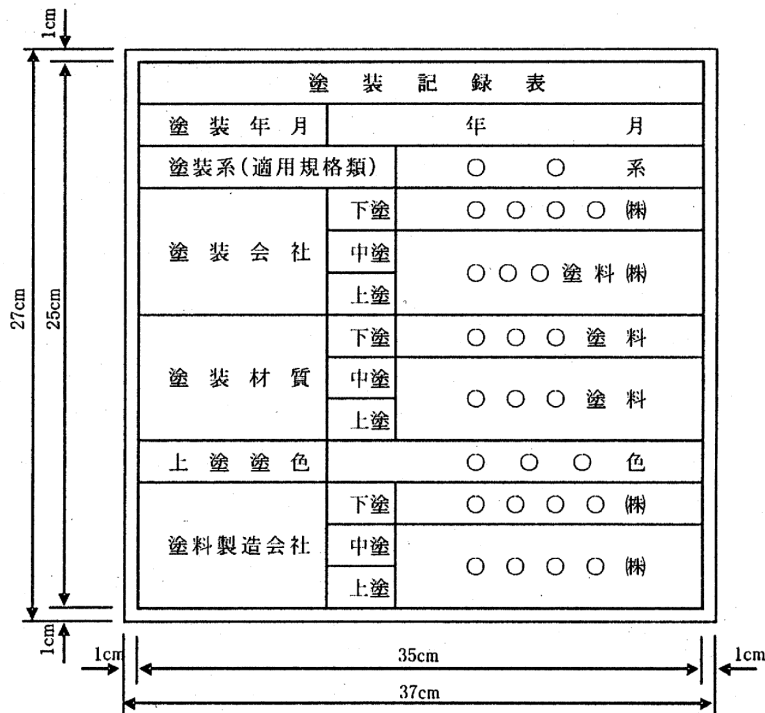 1cm
塗装記録表
塗装年月 年 月
塗装系(適用規格類) ○ ○ 系
下塗 ○ ○ ○ ○ ㈱
塗装会社 中塗 ○ ○ ○ 塗 料 ㈱
上塗
27cm 25cm
下塗 ○ ○ ○ 塗 料
塗装材質 中塗 ○ ○ ○ 塗 料
上塗
上塗塗色 ○ ○ ○ 色
下塗 ○ ○ ○ ○ ㈱
塗料製造会社 中塗 ○ ○ ○ ○ ㈱
上塗
1cm
1cm 35cm 1cm
37cm